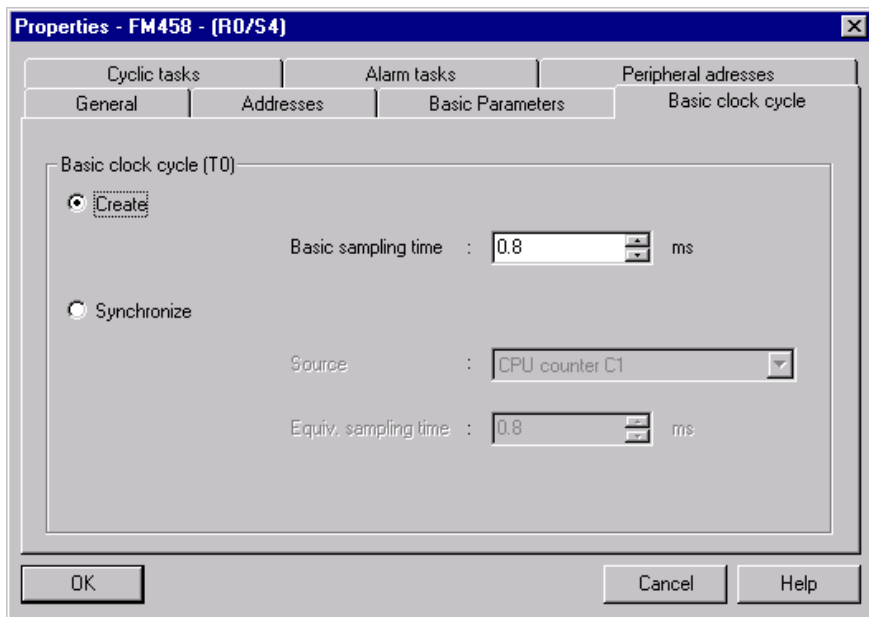 Properties - FM458 - (R0/S4)
Cyclic tasks Alarm tasks Peripheral adresses
General Addresses Basic Parameters Basic clock cycle
Basic clock cycle (T0)
Create
Basic sampling time : 0.8 ms
Synchronize
Source : CPU counter C1
Equiv. sampling time : 0.8 ms
OK Cancel Help